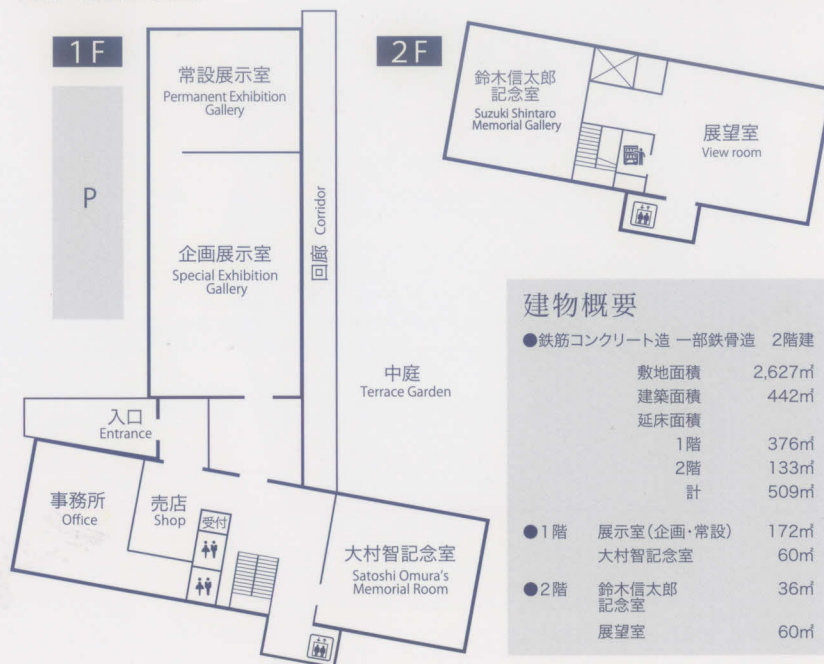 1F
常設展示室
Permanent Exhibition
Gallery
P
企画展示室
Special Exhibition
Gallery
回廊 Corridor
中庭
Terrace Garden
入口
Entrance
事務所
Office
売店
Shop
受付
大村智記念室
Satoshi Omura's
Memorial Room
2F
鈴木信太郎
記念室
Suzuki Shintaro
Memorial Gallery
展望室
View room
建物概要
●鉄筋コンクリート造 一部鉄骨造 2階建
敷地面積 2,627㎡
建築面積 442㎡
延床面積
1階 376㎡
2階 133㎡
計 509㎡
●1階 展示室(企画・常設) 172㎡
大村智記念室 60㎡
●2階 鈴木信太郎 36㎡
記念室
展望室 60㎡